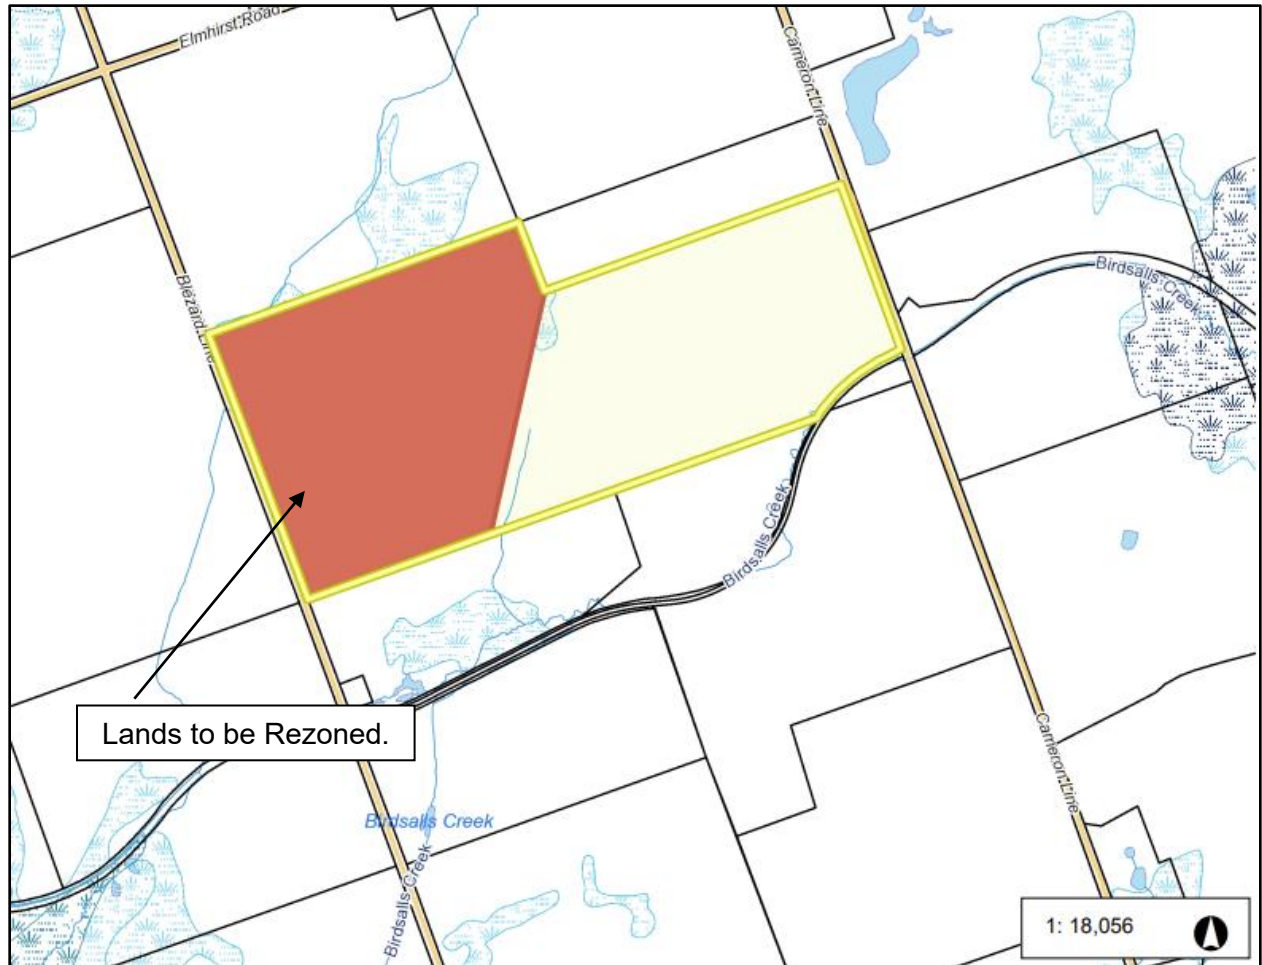 Elmhirst Road
Cameron Line
Birdsalls Creek
Blezard Line
Birdsalls Creek
Lands to be Rezoned.
Cameron Line
Birdsalls Creek
Birdsalls Creek
1: 18,056